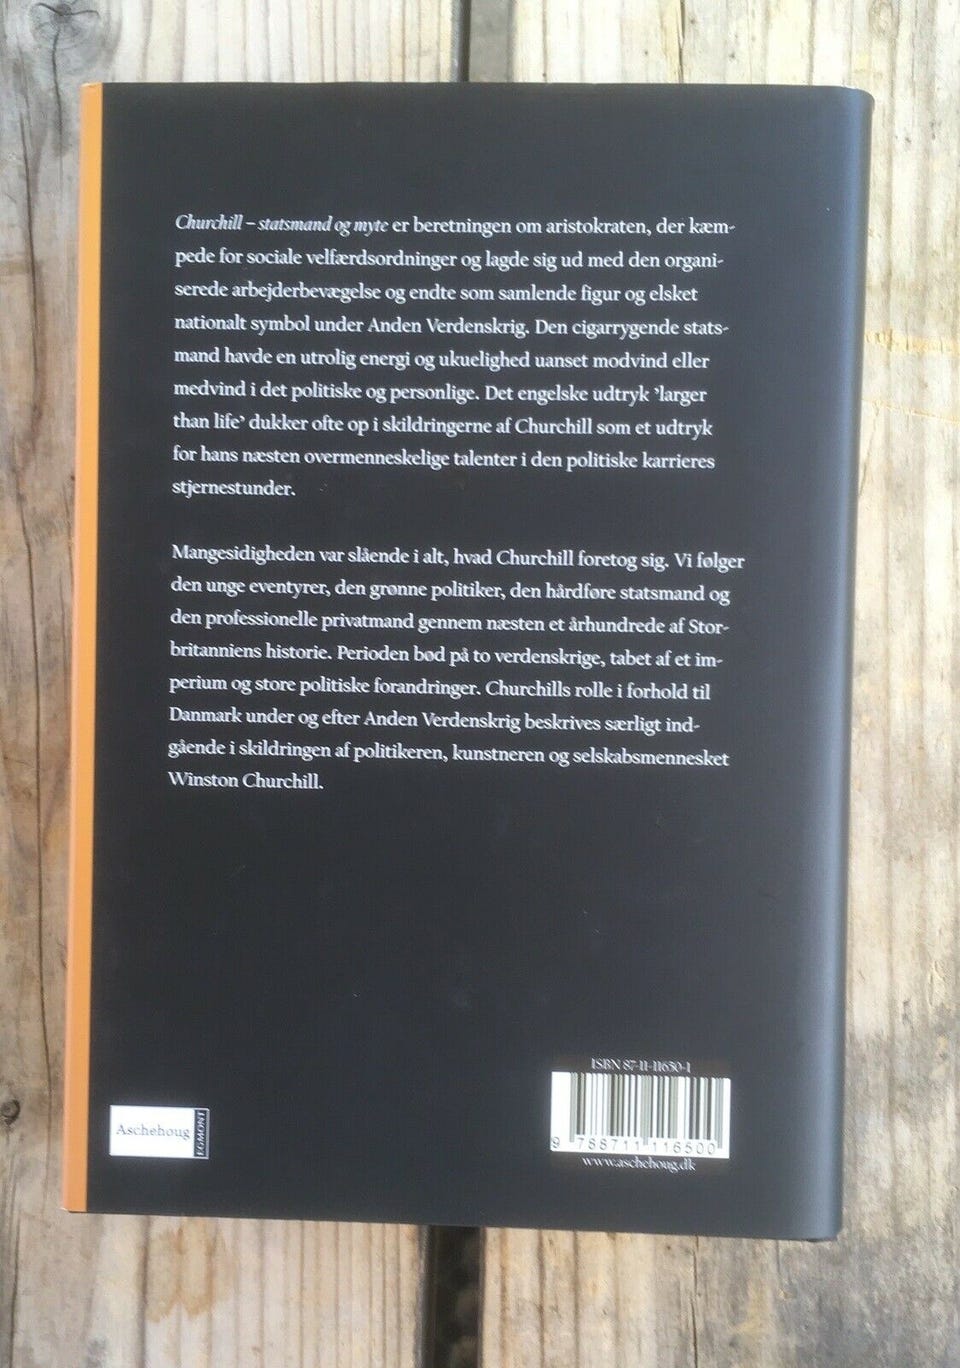 Churchill – statsmand og myte er beretningen om aristokraten, der kæm-
pede for sociale velfærdsordninger og lagde sig ud med den organi-
serede arbejderbevægelse og endte som samlende figur og elsket
nationalt symbol under Anden Verdenskrig. Den cigarrygende stats-
mand havde en utrolig energi og ukuelighed uanset modvind eller
medvind i det politiske og personlige. Det engelske udtryk ’larger
than life’ dukker ofte op i skildringerne af Churchill som et udtryk
for hans næsten overmenneskelige talenter i den politiske karrieres
stjernestunder.
Mangesidigheden var slående i alt, hvad Churchill foretog sig. Vi følger
den unge eventyrer, den grønne politiker, den hårdføre statsmand og
den professionelle privatmand gennem næsten et århundrede af Stor-
britanniens historie. Perioden bød på to verdenskrige, tabet af et im-
perium og store politiske forandringer. Churchills rolle i forhold til
Danmark under og efter Anden Verdenskrig beskrives særligt ind-
gående i skildringen af politikeren, kunstneren og selskabsmennesket
Winston Churchill.
ISBN 87-11-11650-1
9 788711 116500
www.aschehoug.dk
Aschehoug
EGMONT